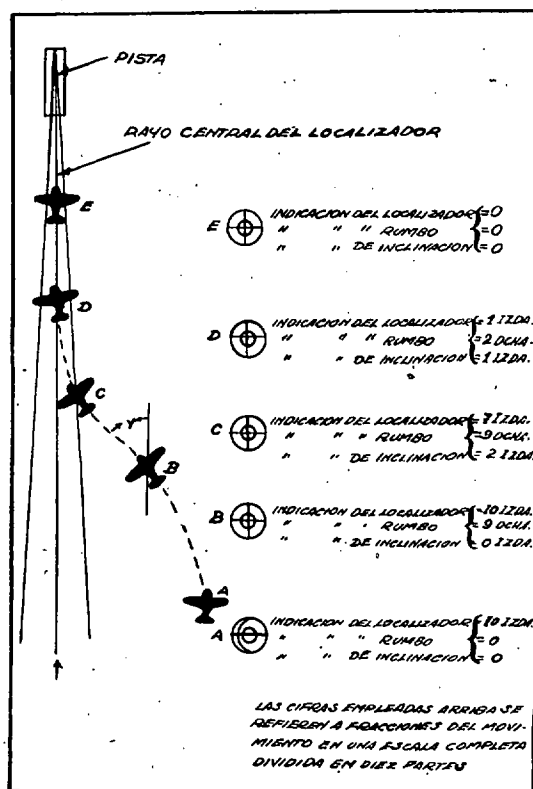 PISTA
RAYO CENTRAL DEL LOCALIZADOR
E
E INDICACION DEL LOCALIZADOR = 0
" " " RUMBO = 0
" " DE INCLINACION = 0
D
D INDICACION DEL LOCALIZADOR = 1 IZDA.
" " " RUMBO = 2 DCHA.
" " DE INCLINACION = 1 IZDA.
C
C INDICACION DEL LOCALIZADOR = 7 IZDA.
" " " RUMBO = 9 DCHA.
" " DE INCLINACION = 2 IZDA.
B
B INDICACION DEL LOCALIZADOR = 10 IZDA.
" " " RUMBO = 9 DCHA.
" " DE INCLINACION = 0 IZDA.
A
A INDICACION DEL LOCALIZADOR = 10 IZDA.
" " " RUMBO = 0
" " DE INCLINACION = 0
LAS CIFRAS EMPLEADAS ARRIBA SE
REFIEREN A FRACCIONES DEL MOVI-
MIENTO EN UNA ESCALA COMPLETA
DIVIDIDA EN DIEZ PARTES